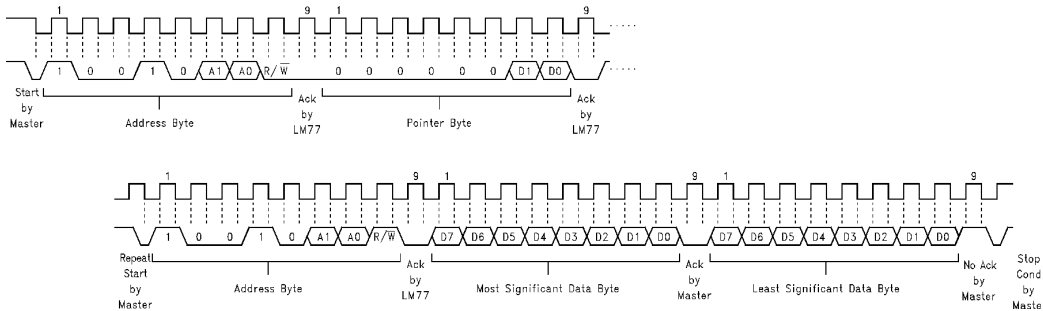 1 9 1 9
1 0 0 1 0 A1 A0 R/W 0 0 0 0 0 0 D1 D0
Start by Master
Address Byte
Ack by LM77
Pointer Byte
Ack by LM77
1 9 1 9 1 9
1 0 0 1 0 A1 A0 R/W D7 D6 D5 D4 D3 D2 D1 D0 D7 D6 D5 D4 D3 D2 D1 D0
Repeat Start by Master
Address Byte
Ack by LM77
Most Significant Data Byte
Ack by Master
Least Significant Data Byte
No Ack by Master
Stop Cond by Maste